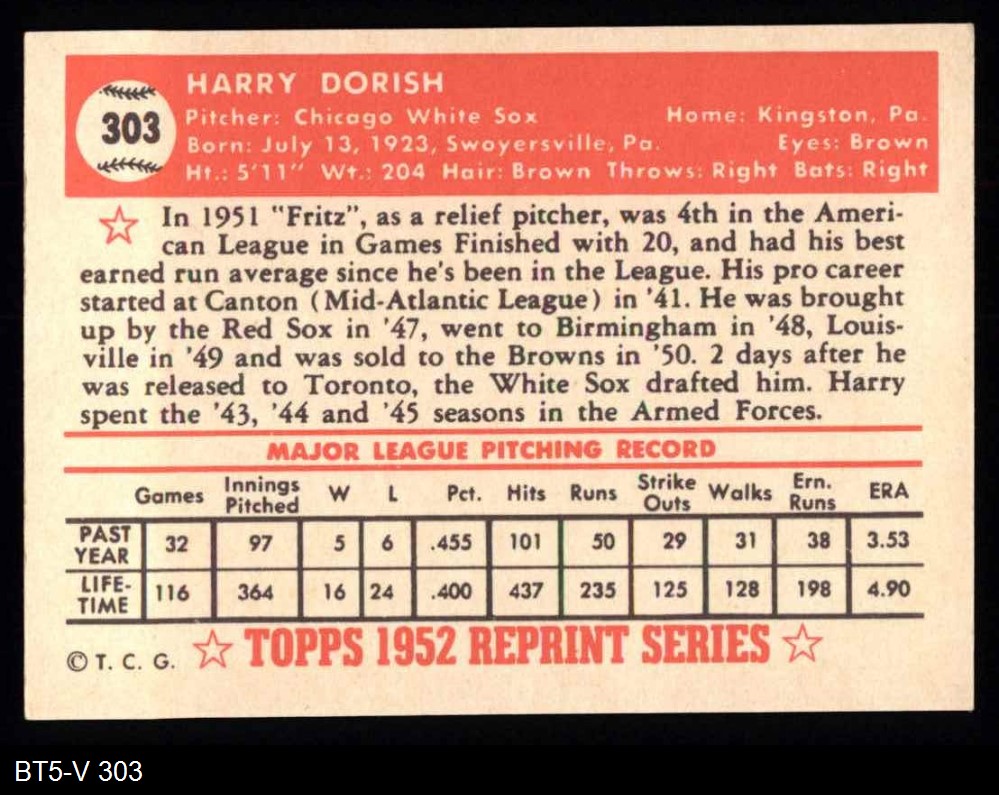 303
HARRY DORISH
Pitcher: Chicago White Sox Home: Kingston, Pa.
Born: July 13, 1923, Swoyersville, Pa. Eyes: Brown
Ht.: 5'11" Wt.: 204 Hair: Brown Throws: Right Bats: Right
In 1951 "Fritz", as a relief pitcher, was 4th in the Ameri-
can League in Games Finished with 20, and had his best
earned run average since he's been in the League. His pro career
started at Canton (Mid-Atlantic League) in '41. He was brought
up by the Red Sox in '47, went to Birmingham in '48, Louis-
ville in '49 and was sold to the Browns in '50. 2 days after he
was released to Toronto, the White Sox drafted him. Harry
spent the '43, '44 and '45 seasons in the Armed Forces.
MAJOR LEAGUE PITCHING RECORD
Games Innings Pitched W L Pct. Hits Runs Strike Outs Walks Ern. Runs ERA
PAST YEAR 32 97 5 6 .455 101 50 29 31 38 3.53
LIFE-TIME 116 364 16 24 .400 437 235 125 128 198 4.90
© T. C. G. TOPPS 1952 REPRINT SERIES
BT5-V 303